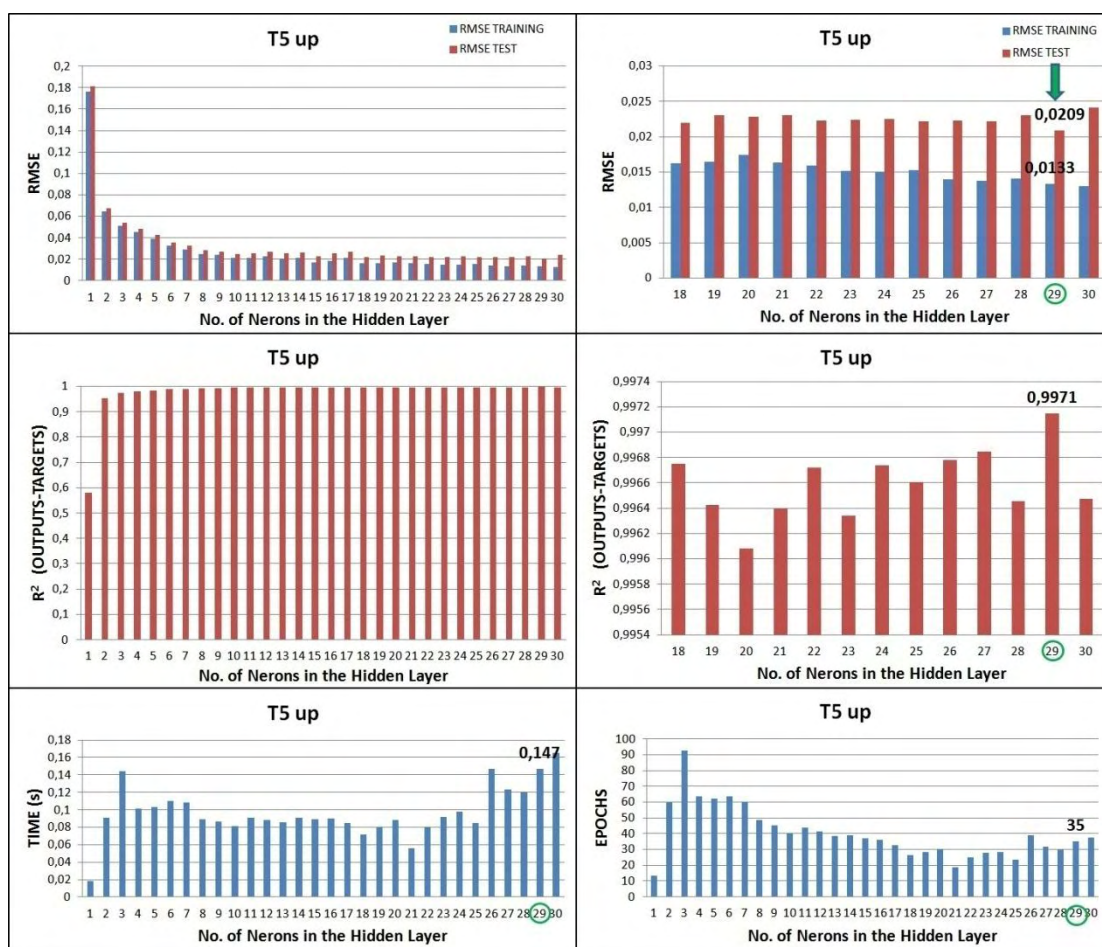 T5 up
RMSE TRAINING
RMSE TEST
RMSE
0,2
0,18
0,16
0,14
0,12
0,1
0,08
0,06
0,04
0,02
0
1 2 3 4 5 6 7 8 9 10 11 12 13 14 15 16 17 18 19 20 21 22 23 24 25 26 27 28 29 30
No. of Nerons in the Hidden Layer
T5 up
RMSE TRAINING
RMSE TEST
RMSE
0,03
0,025
0,02
0,015
0,01
0,005
0
0,0209
0,0133
18 19 20 21 22 23 24 25 26 27 28 29 30
No. of Nerons in the Hidden Layer
T5 up
R² (OUTPUTS-TARGETS)
1
0,9
0,8
0,7
0,6
0,5
0,4
0,3
0,2
0,1
0
1 2 3 4 5 6 7 8 9 10 11 12 13 14 15 16 17 18 19 20 21 22 23 24 25 26 27 28 29 30
No. of Nerons in the Hidden Layer
T5 up
R² (OUTPUTS-TARGETS)
0,9974
0,9972
0,997
0,9968
0,9966
0,9964
0,9962
0,996
0,9958
0,9956
0,9954
0,9971
18 19 20 21 22 23 24 25 26 27 28 29 30
No. of Nerons in the Hidden Layer
T5 up
TIME (s)
0,18
0,16
0,14
0,12
0,1
0,08
0,06
0,04
0,02
0
0,147
1 2 3 4 5 6 7 8 9 10 11 12 13 14 15 16 17 18 19 20 21 22 23 24 25 26 27 28 29 30
No. of Nerons in the Hidden Layer
T5 up
EPOCHS
100
90
80
70
60
50
40
30
20
10
0
35
1 2 3 4 5 6 7 8 9 10 11 12 13 14 15 16 17 18 19 20 21 22 23 24 25 26 27 28 29 30
No. of Nerons in the Hidden Layer